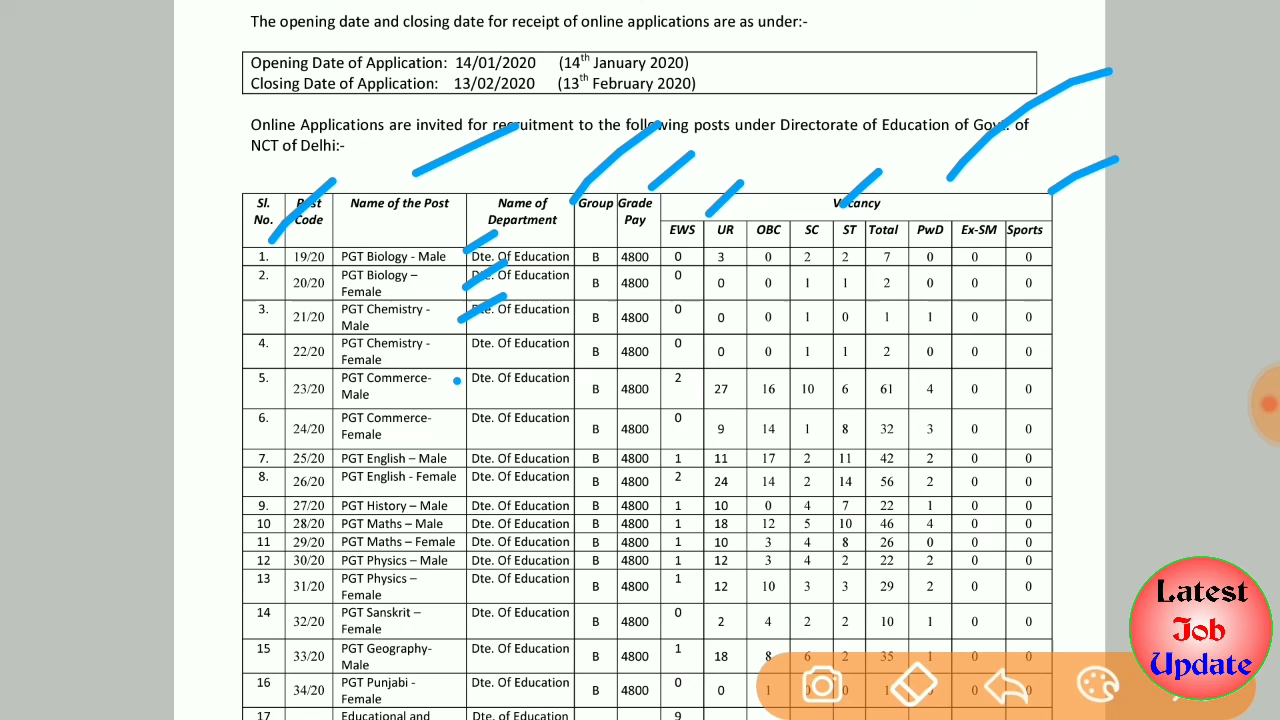 The opening date and closing date for receipt of online applications are as under:-
Opening Date of Application: 14/01/2020 (14th January 2020)
Closing Date of Application: 13/02/2020 (13th February 2020)
Online Applications are invited for recruitment to the following posts under Directorate of Education of Govt. of
NCT of Delhi:-
Sl. No. Post Code Name of the Post Name of Department Group Grade Pay Vacancy
EWS UR OBC SC ST Total PwD Ex-SM Sports
1. 19/20 PGT Biology - Male Dte. Of Education B 4800 0 3 0 2 2 7 0 0 0
2. 20/20 PGT Biology – Female Dte. Of Education B 4800 0 0 0 1 1 2 0 0 0
3. 21/20 PGT Chemistry - Male Dte. Of Education B 4800 0 0 0 1 0 1 1 0 0
4. 22/20 PGT Chemistry - Female Dte. Of Education B 4800 0 0 0 1 1 2 0 0 0
5. 23/20 PGT Commerce- Male Dte. Of Education B 4800 2 27 16 10 6 61 4 0 0
6. 24/20 PGT Commerce- Female Dte. Of Education B 4800 0 9 14 1 8 32 3 0 0
7. 25/20 PGT English – Male Dte. Of Education B 4800 1 11 17 2 11 42 2 0 0
8. 26/20 PGT English - Female Dte. Of Education B 4800 2 24 14 2 14 56 2 0 0
9. 27/20 PGT History – Male Dte. Of Education B 4800 1 10 0 4 7 22 1 0 0
10 28/20 PGT Maths – Male Dte. Of Education B 4800 1 18 12 5 10 46 4 0 0
11 29/20 PGT Maths – Female Dte. Of Education B 4800 1 10 3 4 8 26 0 0 0
12 30/20 PGT Physics – Male Dte. Of Education B 4800 1 12 3 4 2 22 2 0 0
13 31/20 PGT Physics – Female Dte. Of Education B 4800 1 12 10 3 3 29 2 0 0
14 32/20 PGT Sanskrit – Female Dte. Of Education B 4800 0 2 4 2 2 10 1 0 0
15 33/20 PGT Geography- Male Dte. Of Education B 4800 1 18 8 6 2 35 1 0 0
16 34/20 PGT Punjabi - Female Dte. Of Education B 4800 0 0 1 0 0 1 0 0 0
17 Educational and Dte. of Education 9
Latest
Job
Update